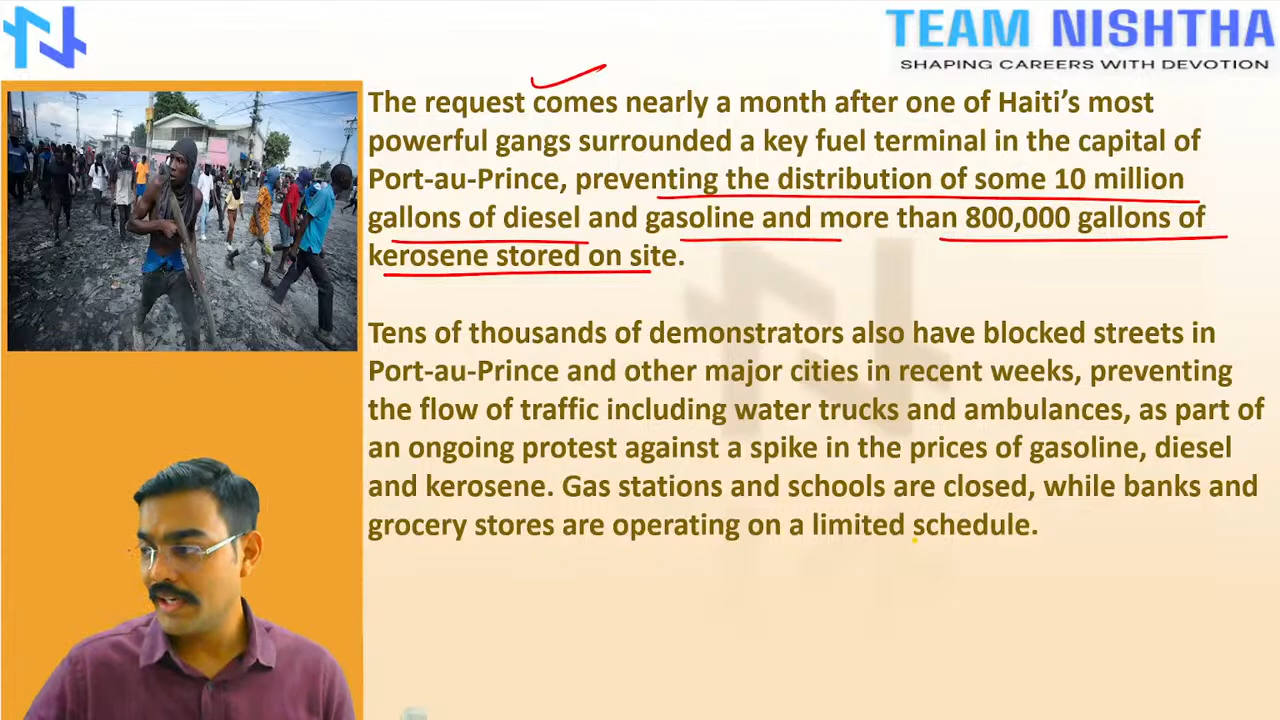 TEAM NISHTHA
SHAPING CAREERS WITH DEVOTION
The request comes nearly a month after one of Haiti’s most
powerful gangs surrounded a key fuel terminal in the capital of
Port-au-Prince, preventing the distribution of some 10 million
gallons of diesel and gasoline and more than 800,000 gallons of
kerosene stored on site.
Tens of thousands of demonstrators also have blocked streets in
Port-au-Prince and other major cities in recent weeks, preventing
the flow of traffic including water trucks and ambulances, as part of
an ongoing protest against a spike in the prices of gasoline, diesel
and kerosene. Gas stations and schools are closed, while banks and
grocery stores are operating on a limited schedule.